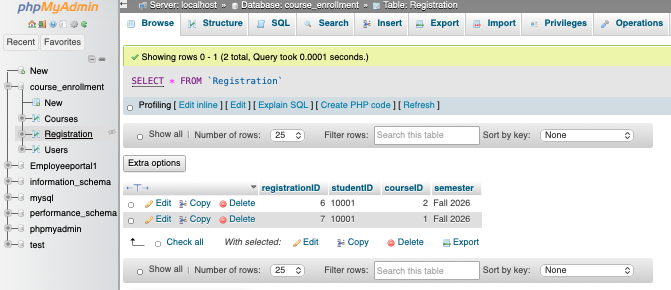 phpMyAdmin
Recent Favorites
New
course_enrollment
New
Courses
Registration
Users
Employeeportal1
information_schema
mysql
performance_schema
phpmyadmin
test
Server: localhost » Database: course_enrollment » Table: Registration
Browse Structure SQL Search Insert Export Import Privileges Operations
Showing rows 0 - 1 (2 total, Query took 0.0001 seconds.)
SELECT * FROM `Registration`
Profiling [ Edit inline ] [ Edit ] [ Explain SQL ] [ Create PHP code ] [ Refresh ]
Show all Number of rows: 25 Filter rows: Search this table Sort by key: None
Extra options
←T→ registrationID studentID courseID semester
Edit Copy Delete 6 10001 2 Fall 2026
Edit Copy Delete 7 10001 1 Fall 2026
Check all With selected: Edit Copy Delete Export
Show all Number of rows: 25 Filter rows: Search this table Sort by key: None